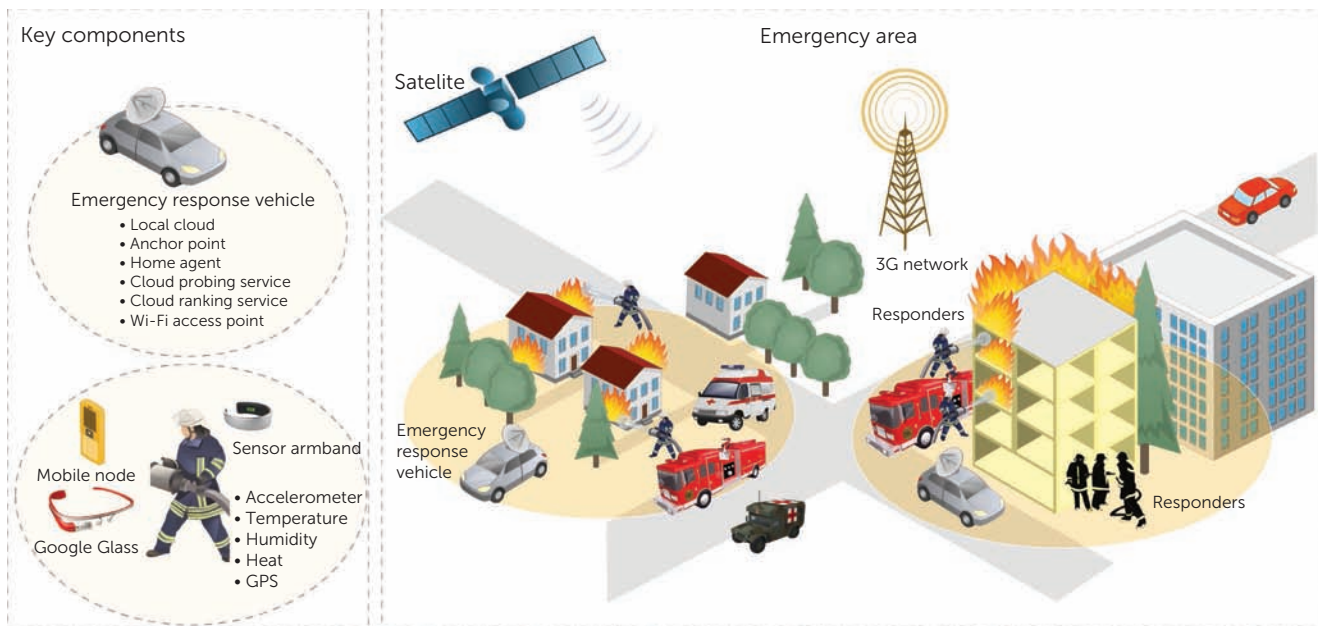 Key components
Emergency response vehicle
• Local cloud
• Anchor point
• Home agent
• Cloud probing service
• Cloud ranking service
• Wi-Fi access point
Mobile node
Google Glass
Sensor armband
• Accelerometer
• Temperature
• Humidity
• Heat
• GPS
Emergency area
Satelite
3G network
Responders
Emergency
response
vehicle
Responders